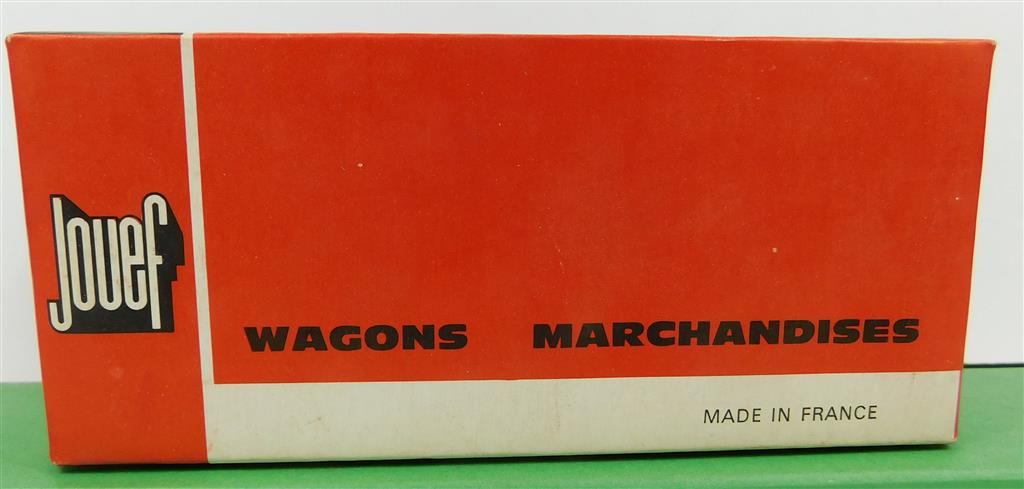 Jouef
WAGONS MARCHANDISES
MADE IN FRANCE